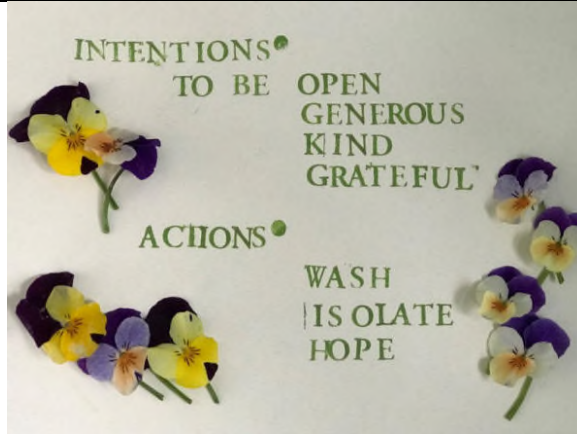 INTENTIONS
TO BE OPEN
GENEROUS
KIND
GRATEFUL
ACTIONS
WASH
ISOLATE
HOPE